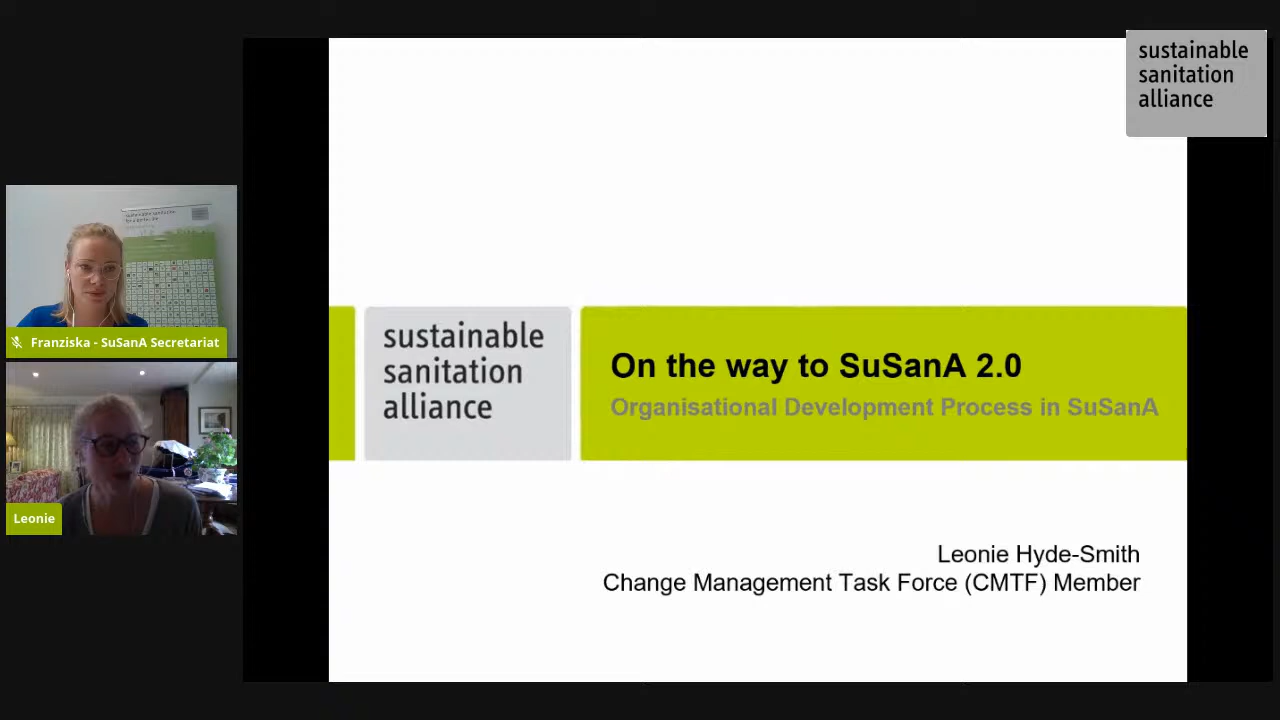 sustainable
sanitation
alliance
Franziska - SuSanA Secretariat
Leonie
sustainable
sanitation
alliance
On the way to SuSanA 2.0
Organisational Development Process in SuSanA
Leonie Hyde-Smith
Change Management Task Force (CMTF) Member